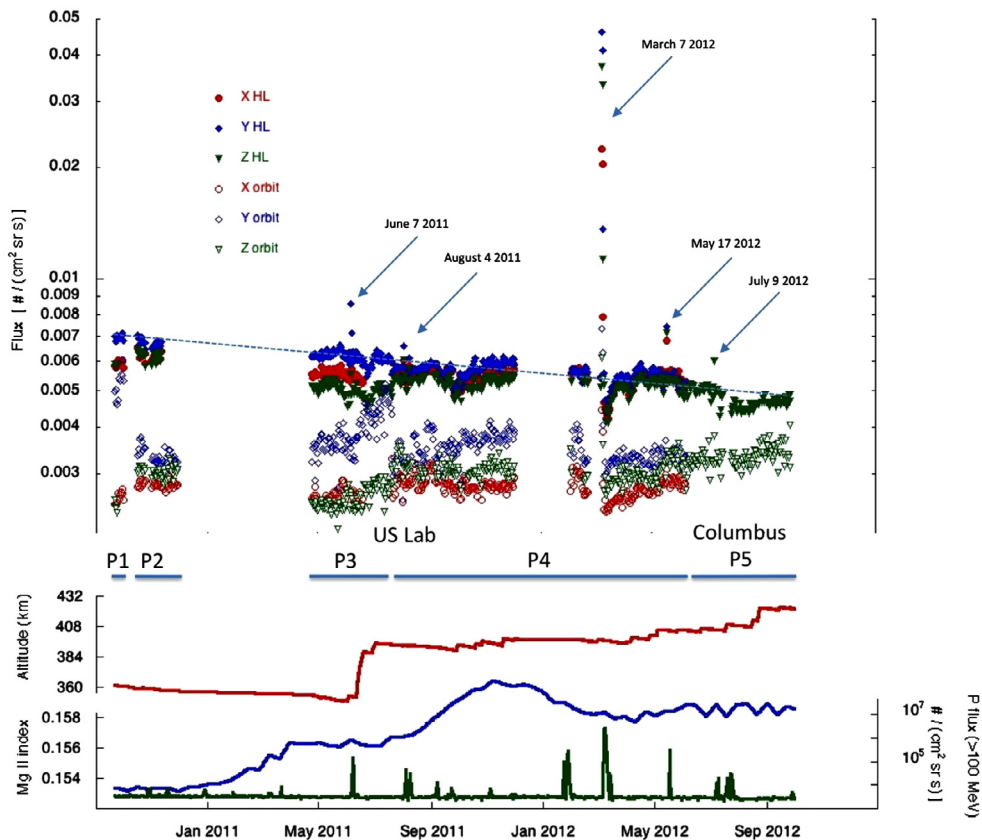 0.05
0.04
0.03
0.02
0.01
0.009
0.008
0.007
0.006
0.005
0.004
0.003
Flux [ # / (cm² sr s) ]
X HL
Y HL
Z HL
X orbit
Y orbit
Z orbit
March 7 2012
June 7 2011
August 4 2011
May 17 2012
July 9 2012
US Lab
Columbus
P1
P2
P3
P4
P5
432
408
384
360
Altitude (km)
0.158
0.156
0.154
Mg II index
10⁷
10⁵
# / (cm² sr s) ]
P flux (>100 MeV)
Jan 2011
May 2011
Sep 2011
Jan 2012
May 2012
Sep 2012